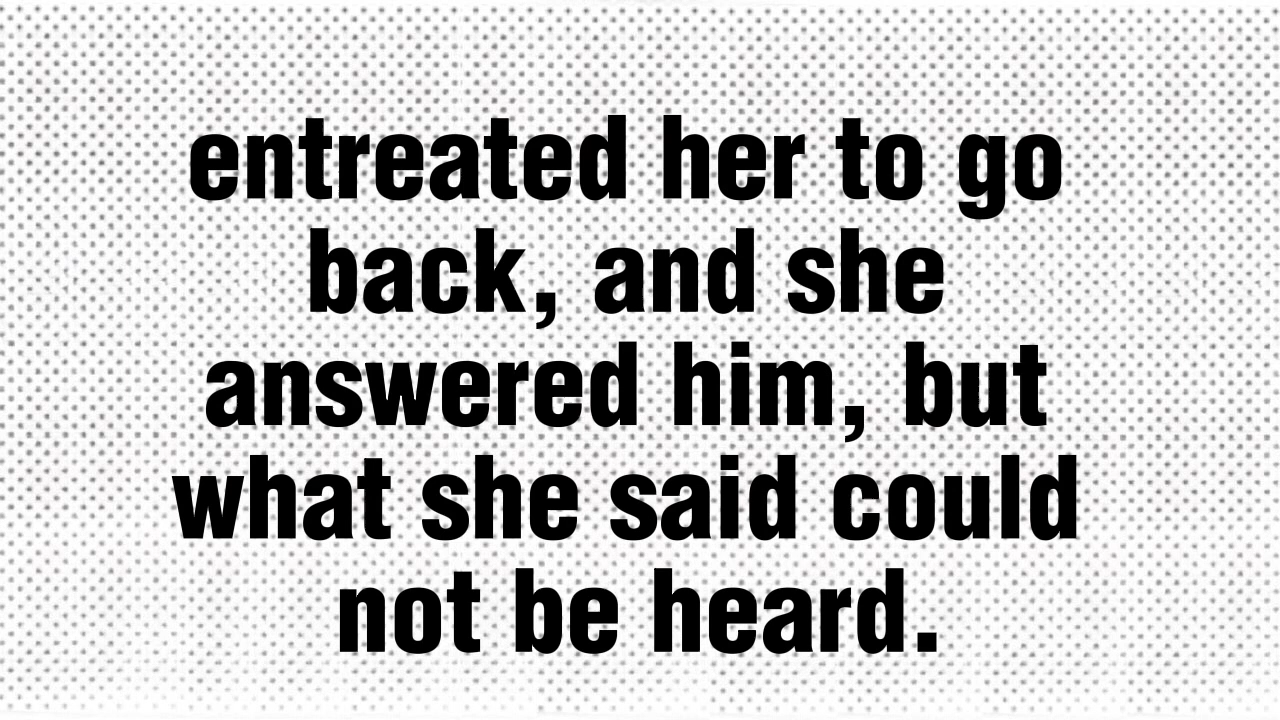 entreated her to go
back, and she
answered him, but
what she said could
not be heard.